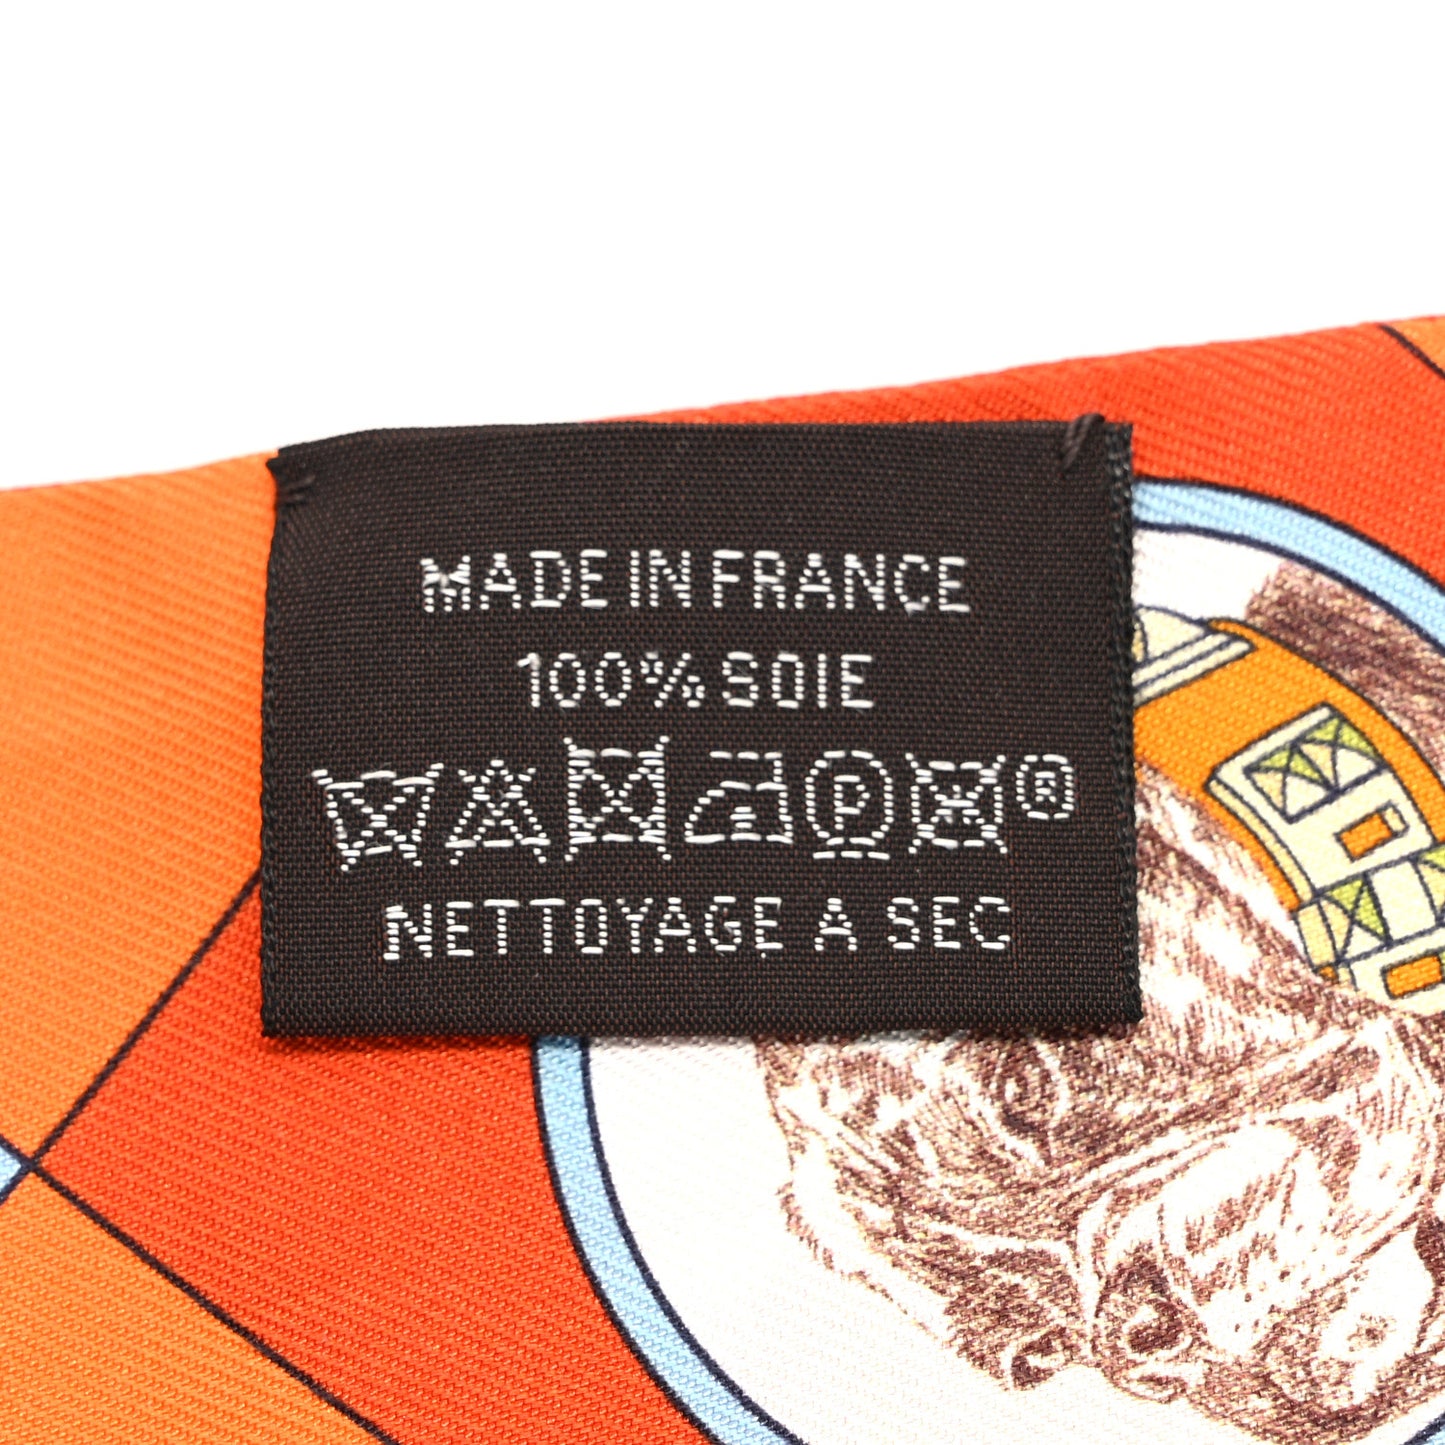 MADE IN FRANCE
100% SOIE
P ®
NETTOYAGE A SEC